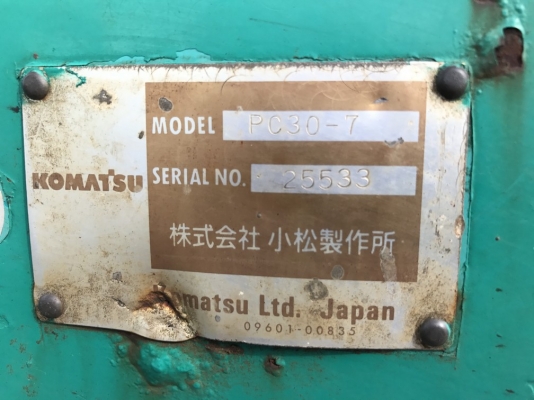 MODEL PC30-7
KOMATSU SERIAL NO. 25533
株式会社 小松製作所
Komatsu Ltd. Japan
09601-00835